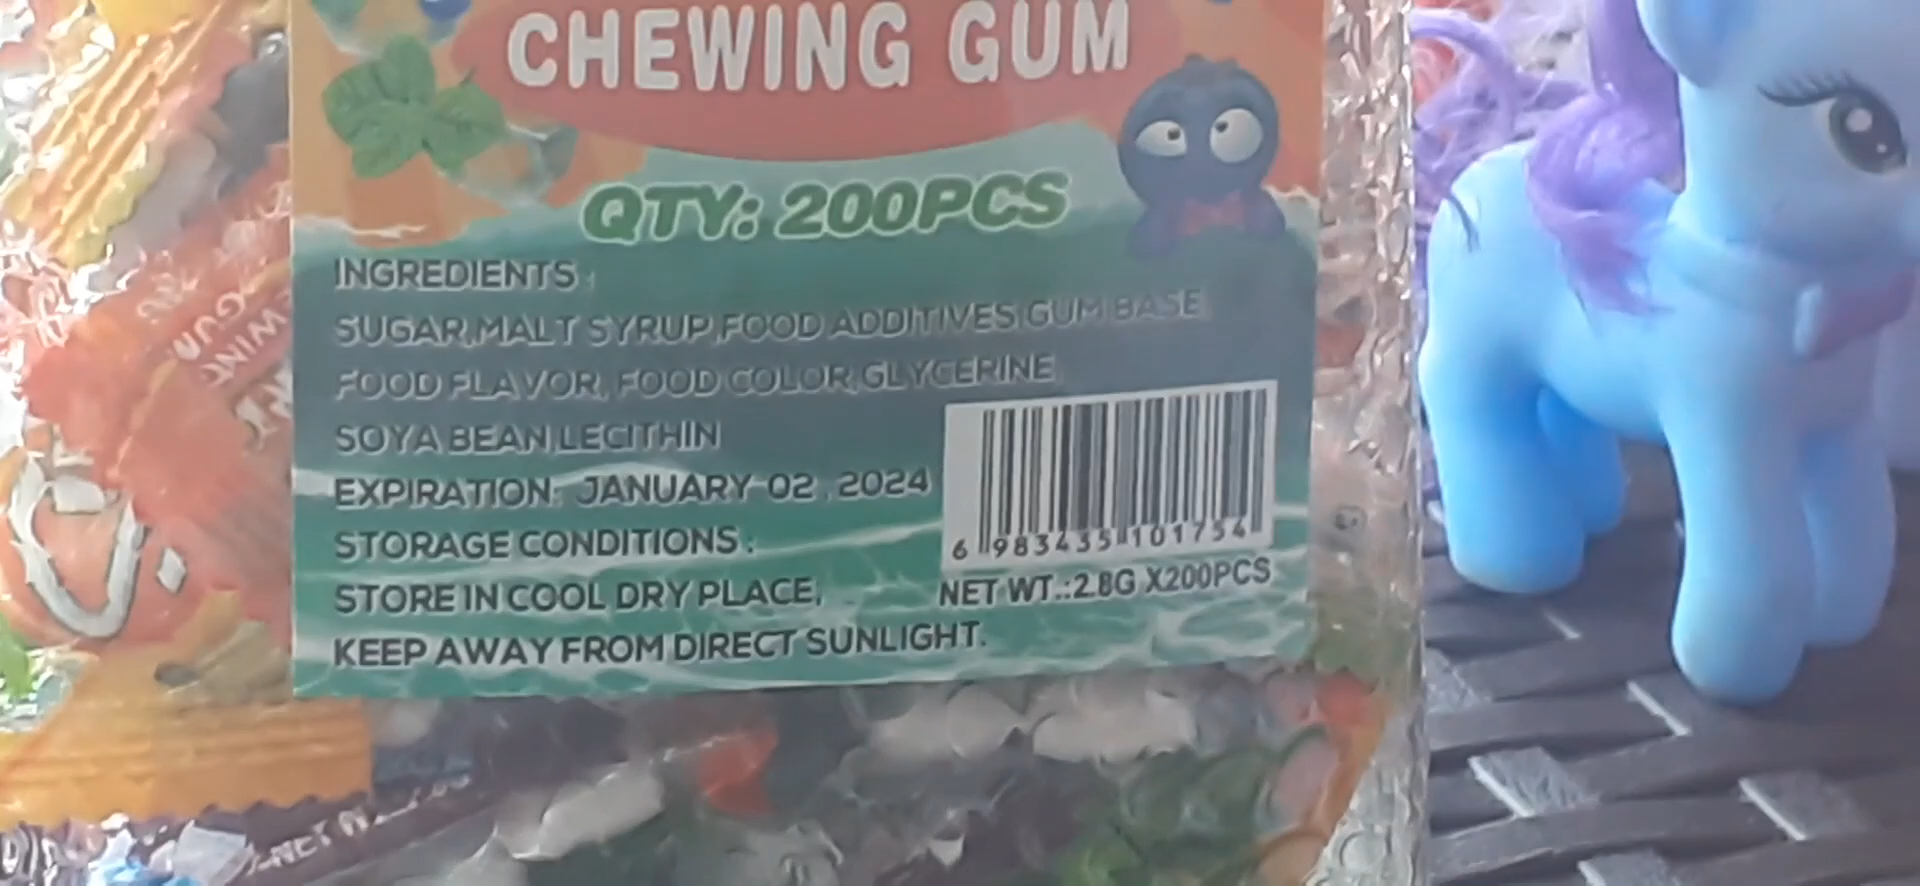 CHEWING GUM
QTY: 200PCS
INGREDIENTS :
SUGAR,MALT SYRUP,FOOD ADDITIVES,GUM BASE
FOOD FLAVOR, FOOD COLOR,GLYCERINE
SOYA BEAN,LECITHIN
EXPIRATION: JANUARY 02 , 2024
STORAGE CONDITIONS :
STORE IN COOL DRY PLACE,
KEEP AWAY FROM DIRECT SUNLIGHT.
6 983435 101754
NET WT.:2.8G X200PCS